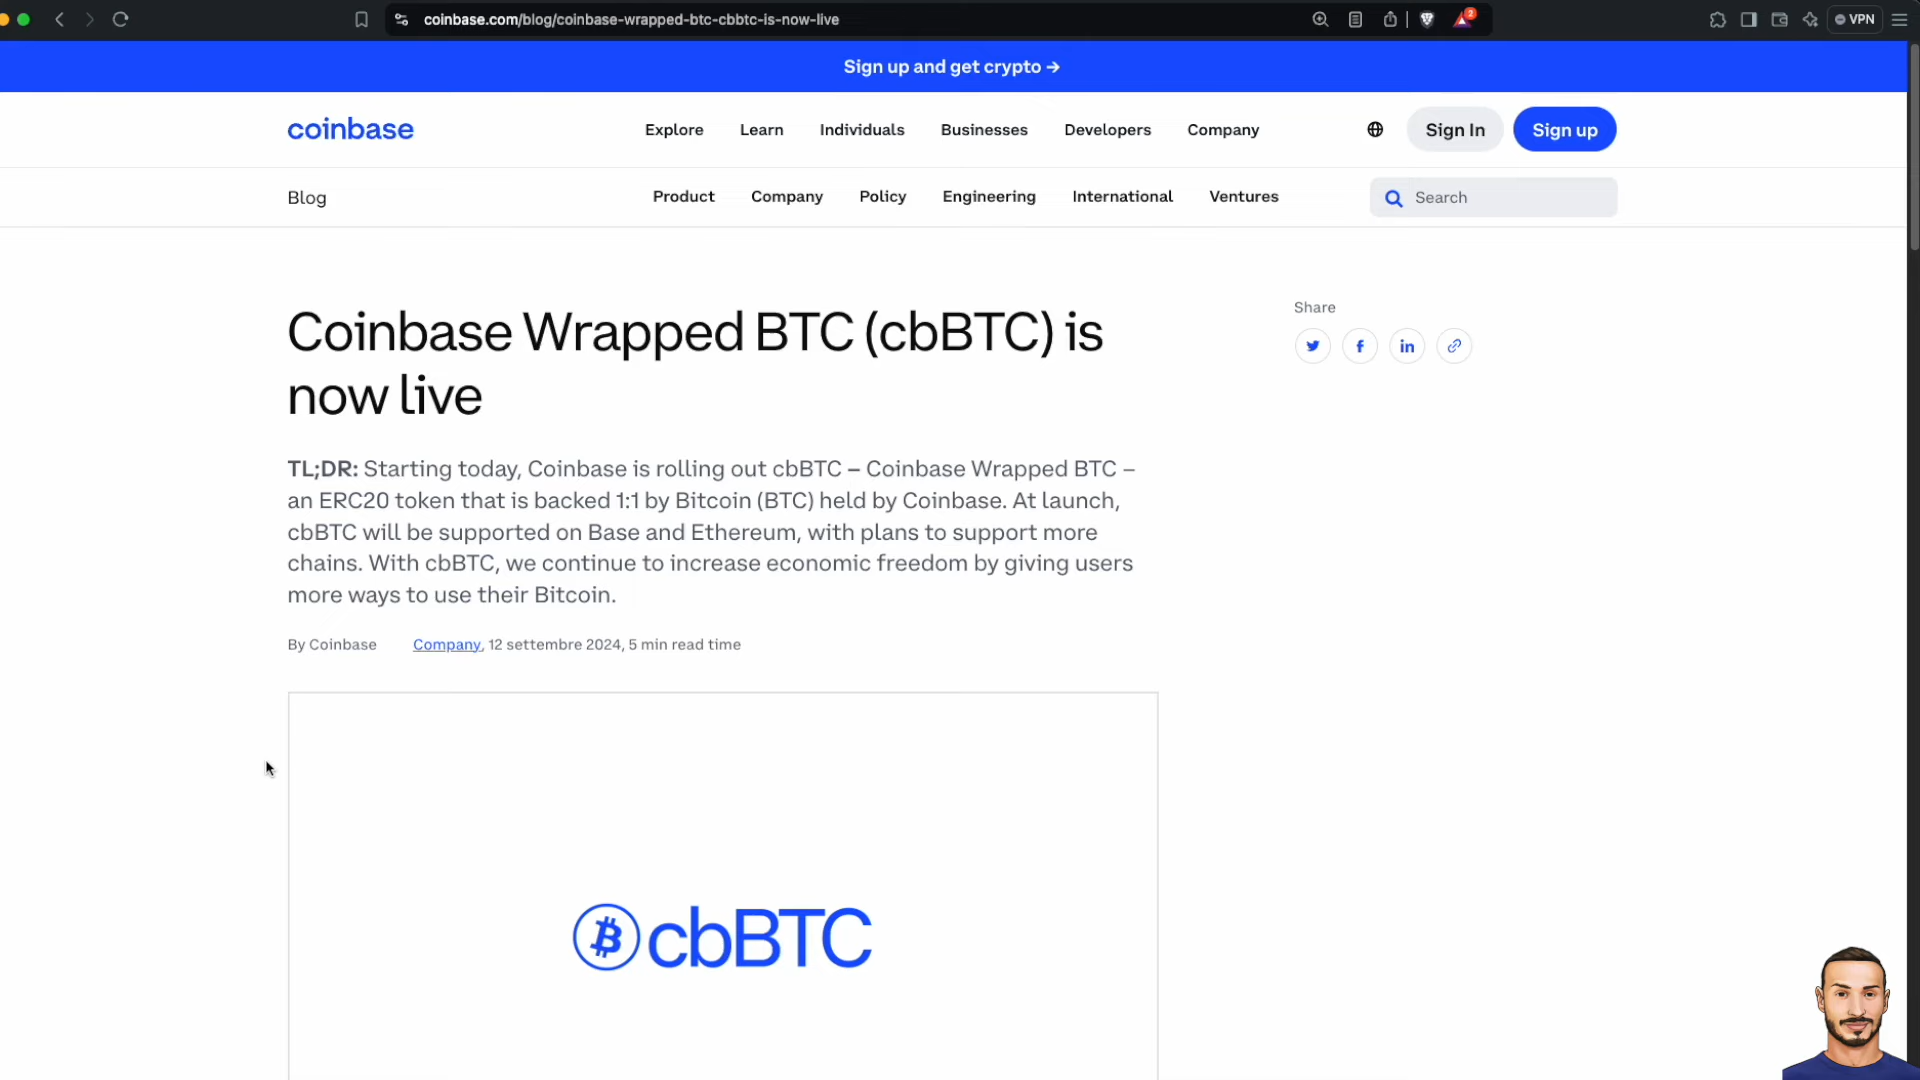 coinbase.com/blog/coinbase-wrapped-btc-cbbtc-is-now-live
2
VPN
Sign up and get crypto →
coinbase
Explore
Learn
Individuals
Businesses
Developers
Company
Sign In
Sign up
Blog
Product
Company
Policy
Engineering
International
Ventures
Search
Coinbase Wrapped BTC (cbBTC) is
now live
Share
TL;DR: Starting today, Coinbase is rolling out cbBTC – Coinbase Wrapped BTC –
an ERC20 token that is backed 1:1 by Bitcoin (BTC) held by Coinbase. At launch,
cbBTC will be supported on Base and Ethereum, with plans to support more
chains. With cbBTC, we continue to increase economic freedom by giving users
more ways to use their Bitcoin.
By Coinbase
Company, 12 settembre 2024, 5 min read time
cbBTC